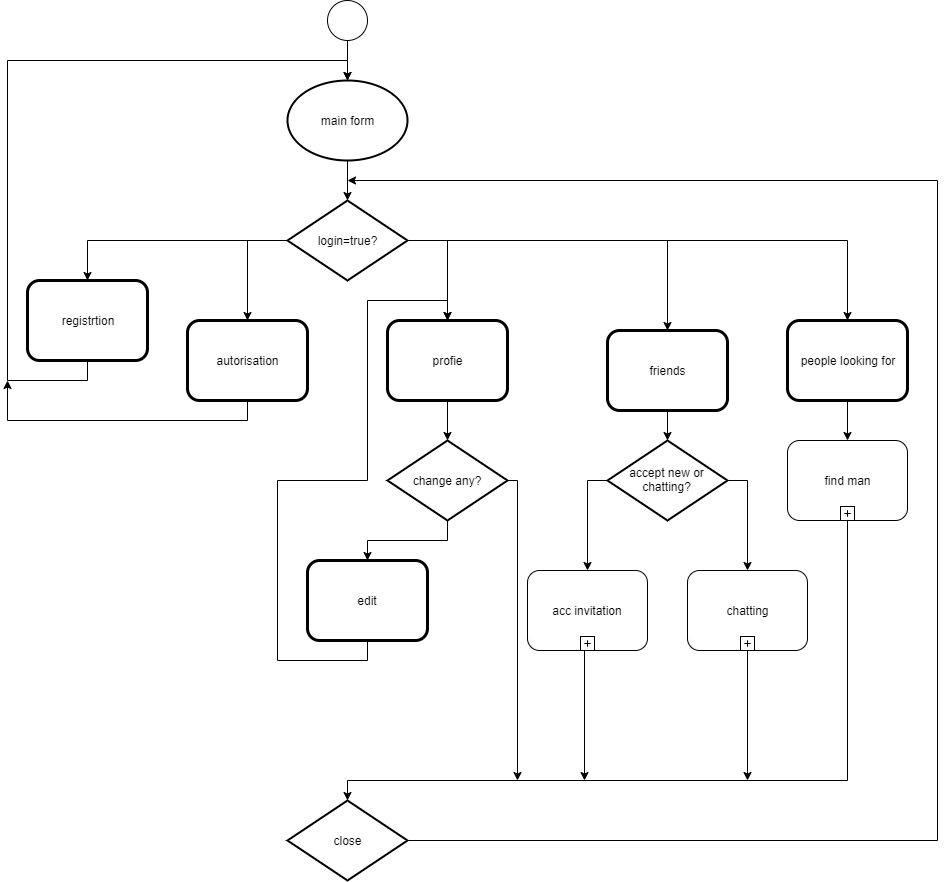 main form
login=true?
registrtion
autorisation
profie
friends
people looking for
change any?
accept new or
chatting?
find man
edit
acc invitation
chatting
close